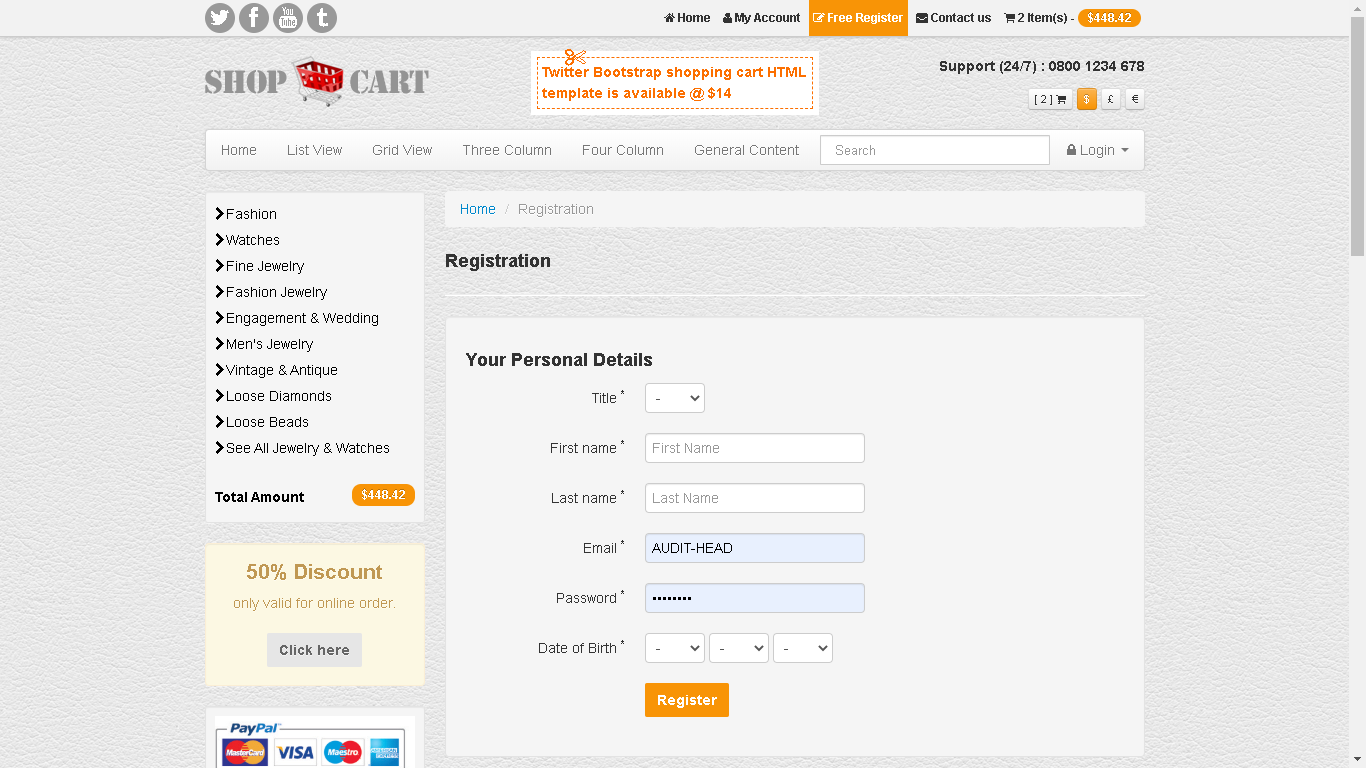 Home My Account Free Register Contact us 2 Item(s) - $448.42
You Tube
SHOP CART
Twitter Bootstrap shopping cart HTML
template is available @ $14
Support (24/7) : 0800 1234 678
[ 2 ] $ £ €
Home List View Grid View Three Column Four Column General Content Search Login
Fashion
Watches
Fine Jewelry
Fashion Jewelry
Engagement & Wedding
Men's Jewelry
Vintage & Antique
Loose Diamonds
Loose Beads
See All Jewelry & Watches
Total Amount $448.42
50% Discount
only valid for online order.
Click here
PayPal
MasterCard VISA Maestro
Home / Registration
Registration
Your Personal Details
Title * -
First name * First Name
Last name * Last Name
Email * AUDIT-HEAD
Password * ••••••••
Date of Birth * - - -
Register